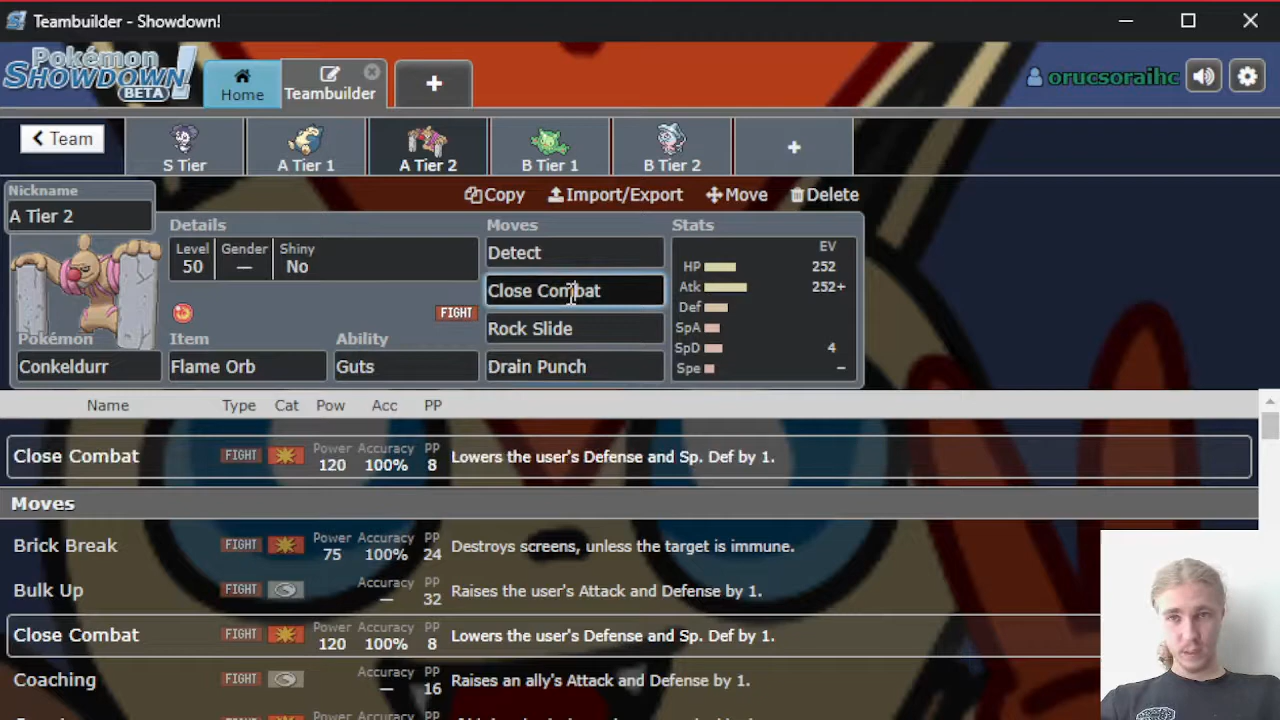 Teambuilder - Showdown!
Pokémon
SHOWDOWN!
BETA
Home
Teambuilder
+
orucsoraihc
< Team
S Tier
A Tier 1
A Tier 2
B Tier 1
B Tier 2
+
Copy
Import/Export
Move
Delete
Nickname
A Tier 2
Details
Level
50
Gender
—
Shiny
No
FIGHT
Pokémon
Conkeldurr
Item
Flame Orb
Ability
Guts
Moves
Detect
Close Combat
Rock Slide
Drain Punch
Stats
EV
HP 252
Atk 252+
Def
SpA
SpD 4
Spe –
Name Type Cat Pow Acc PP
Close Combat FIGHT Power 120 Accuracy 100% PP 8 Lowers the user's Defense and Sp. Def by 1.
Moves
Brick Break FIGHT Power 75 Accuracy 100% PP 24 Destroys screens, unless the target is immune.
Bulk Up FIGHT Accuracy — PP 32 Raises the user's Attack and Defense by 1.
Close Combat FIGHT Power 120 Accuracy 100% PP 8 Lowers the user's Defense and Sp. Def by 1.
Coaching FIGHT Accuracy — PP 16 Raises an ally's Attack and Defense by 1.